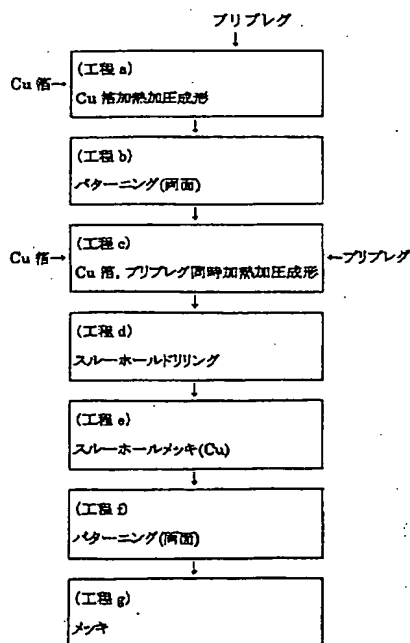 プリプレグ
(工程 a)
Cu 箔→
Cu 箔加熱加圧成形
(工程 b)
パターニング(両面)
(工程 c)
Cu 箔→
←プリプレグ
Cu 箔, プリプレグ同時加熱加圧成形
(工程 d)
スルーホールドリリング
(工程 e)
スルーホールメッキ(Cu)
(工程 f)
パターニング(両面)
(工程 g)
メッキ